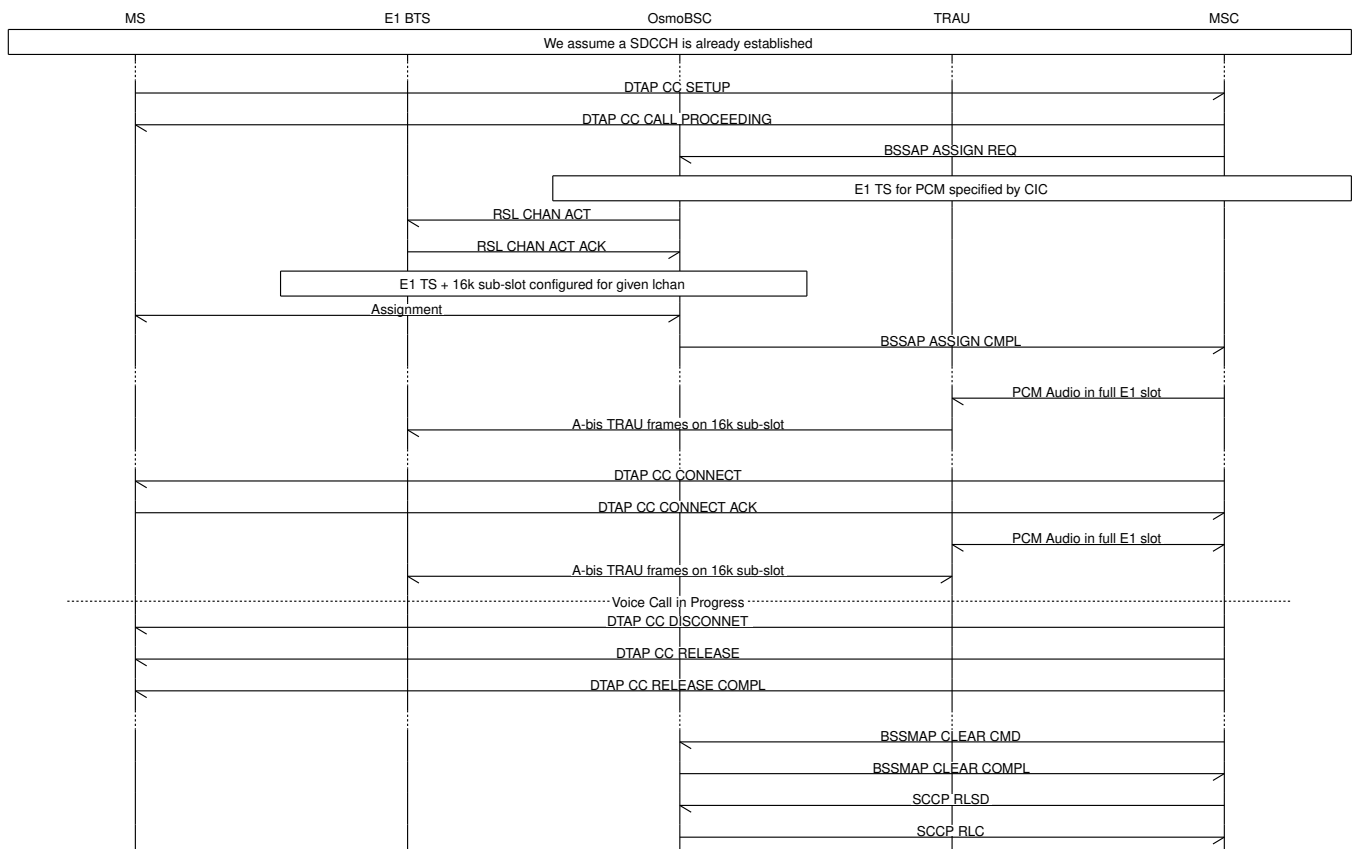 MS E1 BTS OsmoBSC TRAU MSC
We assume a SDCCH is already established
DTAP CC SETUP
DTAP CC CALL PROCEEDING
BSSAP ASSIGN REQ
E1 TS for PCM specified by CIC
RSL CHAN ACT
RSL CHAN ACT ACK
E1 TS + 16k sub-slot configured for given lchan
Assignment
BSSAP ASSIGN CMPL
PCM Audio in full E1 slot
A-bis TRAU frames on 16k sub-slot
DTAP CC CONNECT
DTAP CC CONNECT ACK
PCM Audio in full E1 slot
A-bis TRAU frames on 16k sub-slot
Voice Call in Progress
DTAP CC DISCONNET
DTAP CC RELEASE
DTAP CC RELEASE COMPL
BSSMAP CLEAR CMD
BSSMAP CLEAR COMPL
SCCP RLSD
SCCP RLC